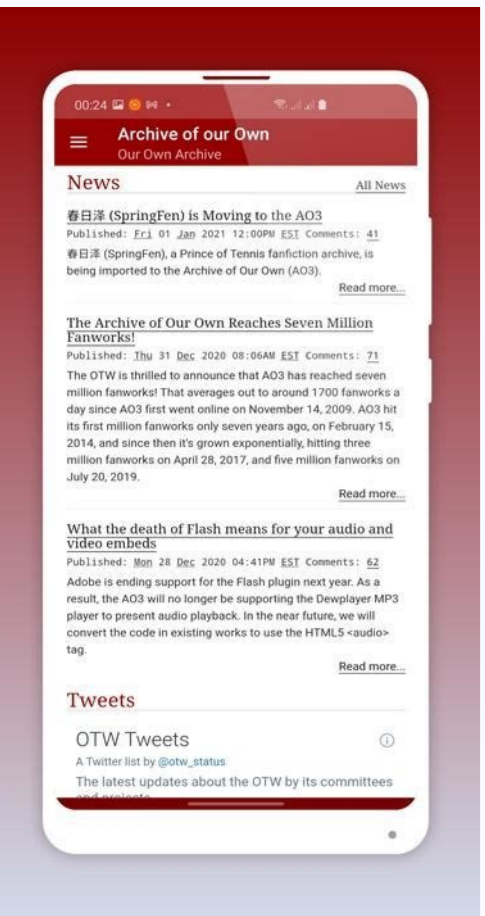 00:24
Archive of our Own
Our Own Archive
News
All News
春日泽 (SpringFen) is Moving to the AO3
Published: Fri 01 Jan 2021 12:00PM EST Comments: 41
春日泽 (SpringFen), a Prince of Tennis fanfiction archive, is
being imported to the Archive of Our Own (AO3).
Read more...
The Archive of Our Own Reaches Seven Million
Fanworks!
Published: Thu 31 Dec 2020 08:06AM EST Comments: 71
The OTW is thrilled to announce that AO3 has reached seven
million fanworks! That averages out to around 1700 fanworks a
day since AO3 first went online on November 14, 2009. AO3 hit
its first million fanworks only seven years ago, on February 15,
2014, and since then it's grown exponentially, hitting three
million fanworks on April 28, 2017, and five million fanworks on
July 20, 2019.
Read more...
What the death of Flash means for your audio and
video embeds
Published: Mon 28 Dec 2020 04:41PM EST Comments: 62
Adobe is ending support for the Flash plugin next year. As a
result, the AO3 will no longer be supporting the Dewplayer MP3
player to present audio playback. In the near future, we will
convert the code in existing works to use the HTML5 <audio>
tag.
Read more...
Tweets
OTW Tweets
A Twitter list by @otw_status
The latest updates about the OTW by its committees
and projects